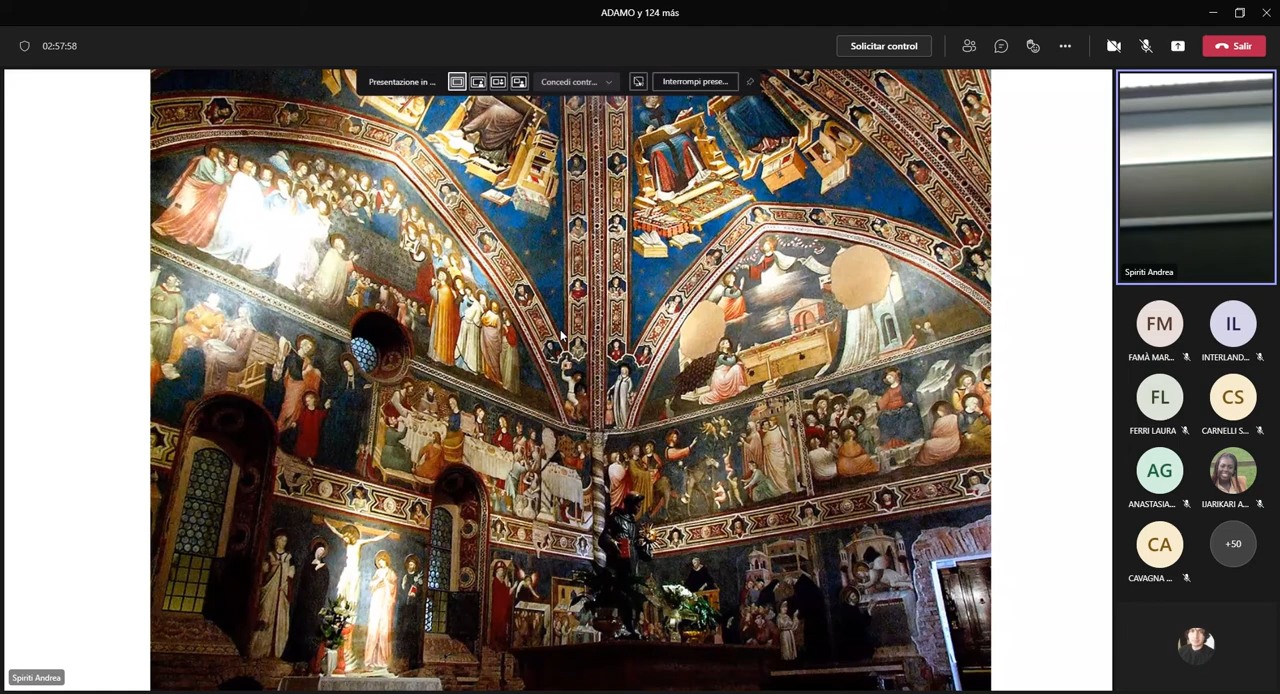 ADAMO y 124 más
02:57:58
Solicitar control
Salir
Presentazione in ...
Concedi contr...
Interrompi prese...
Spiriti Andrea
FM
IL
FAMÀ MAR...
INTERLAND...
FL
CS
FERRI LAURA
CARNELLI S...
AG
ANASTASIA...
IJARIKARI A...
CA
+50
CAVAGNA ...
Spiriti Andrea